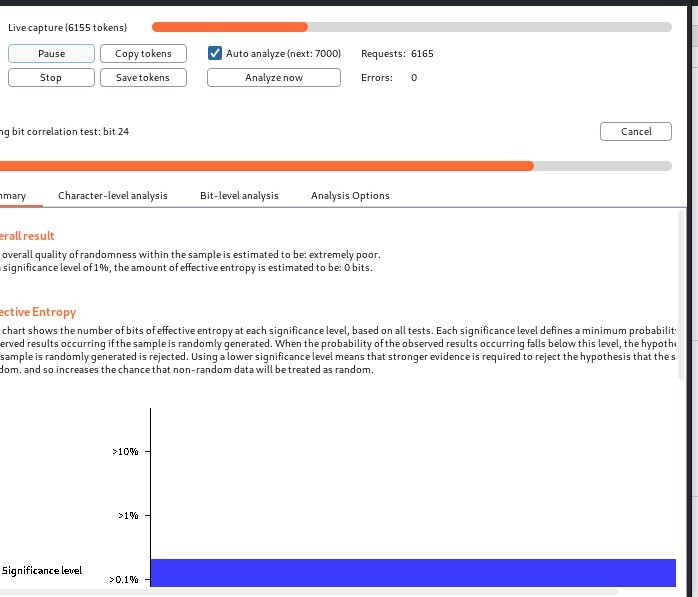 Live capture (6155 tokens)
Pause Copy tokens Auto analyze (next: 7000) Requests: 6165
Stop Save tokens Analyze now Errors: 0
ng bit correlation test: bit 24 Cancel
mmary Character-level analysis Bit-level analysis Analysis Options
erall result
overall quality of randomness within the sample is estimated to be: extremely poor.
significance level of 1%, the amount of effective entropy is estimated to be: 0 bits.
ective Entropy
chart shows the number of bits of effective entropy at each significance level, based on all tests. Each significance level defines a minimum probabilit
erved results occurring if the sample is randomly generated. When the probability of the observed results occurring falls below this level, the hypothe
sample is randomly generated is rejected. Using a lower significance level means that stronger evidence is required to reject the hypothesis that the s
dom. and so increases the chance that non-random data will be treated as random.
>10%
>1%
Significance level
>0.1%